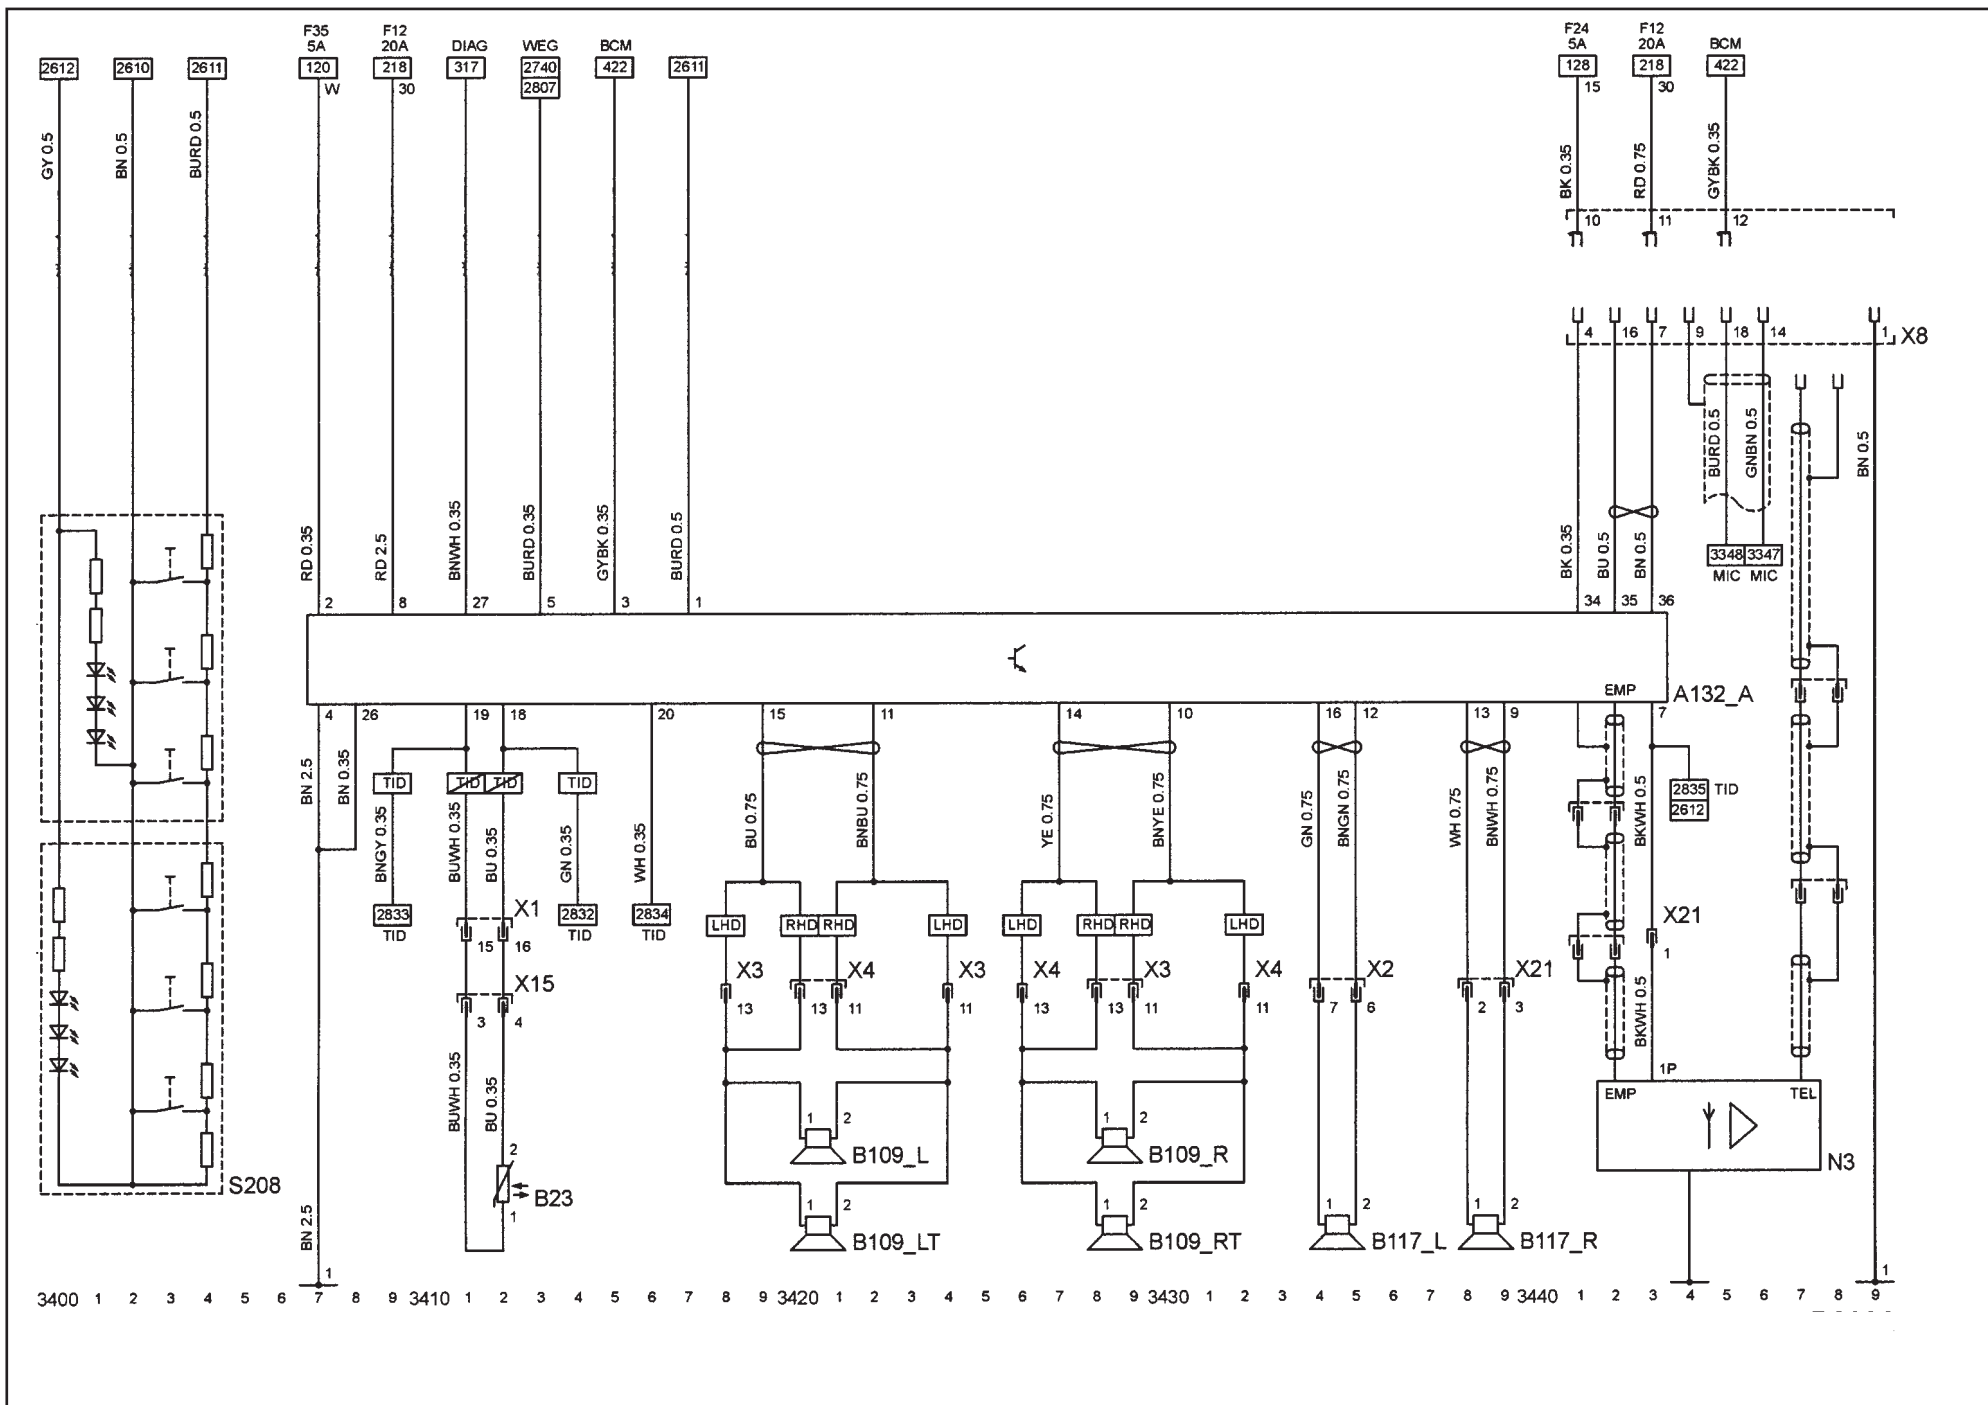 F35 F12 F24 F12
5A 20A DIAG WEG BCM 5A 20A BCM
2612 2610 2611 120 218 317 2740 422 2611 128 218 422
W 30 2807 15 30
GY 0.5 BN 0.5 BURD 0.5 BK 0.35 RD 0.75 GYBK 0.35
10 11 12
4 16 7 9 18 14 1 X8
BURD 0.5 GNBN 0.5 BN 0.5
RD 0.35 RD 2.5 BNWH 0.35 BURD 0.35 GYBK 0.35 BURD 0.5 BK 0.35 BU 0.5 BN 0.5
3348 3347
MIC MIC
2 8 27 5 3 1 34 35 36
EMP A132_A
4 26 19 18 20 15 11 14 10 16 12 13 9 7
TID TID TID TID 2835 TID
2612
BN 2.5 BN 0.35 BNGY 0.35 BUWH 0.35 BU 0.35 GN 0.35 WH 0.35 BU 0.75 BNBU 0.75 YE 0.75 BNYE 0.75 GN 0.75 BNGN 0.75 WH 0.75 BNWH 0.75 BKWH 0.5
2833 X1 2832 2834 LHD RHD RHD LHD LHD RHD RHD LHD X21
TID 15 16 TID TID 1
X15 X3 X4 X3 X4 X3 X4 X2 X21
3 4 13 13 11 11 13 13 11 11 7 6 2 3
BUWH 0.35 BU 0.35 BKWH 0.5
1P
EMP TEL
1 2 1 2
2 B109_L B109_R N3
S208 B23
1 1 2 1 2 1 2 1 2
BN 2.5 B109_LT B109_RT B117_L B117_R
1 1
3400 1 2 3 4 5 6 7 8 9 3410 1 2 3 4 5 6 7 8 9 3420 1 2 3 4 5 6 7 8 9 3430 1 2 3 4 5 6 7 8 9 3440 1 2 3 4 5 6 7 8 9